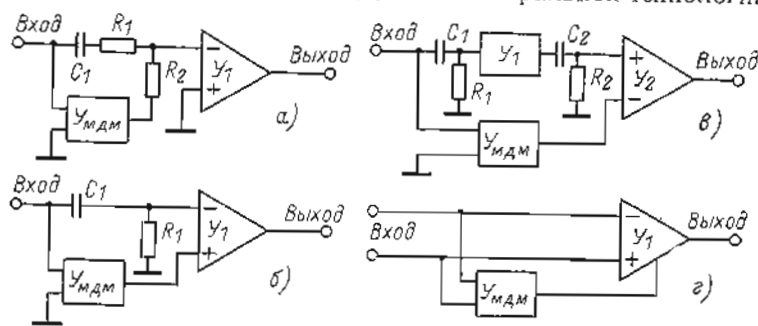 Вход
C1
R1
R2
У1
Умдм
Выход
а)
Вход
C1
R1
У1
Умдм
Выход
б)
Вход
C1
R1
У1
C2
R2
У2
Умдм
Выход
в)
Вход
У1
Умдм
Выход
г)